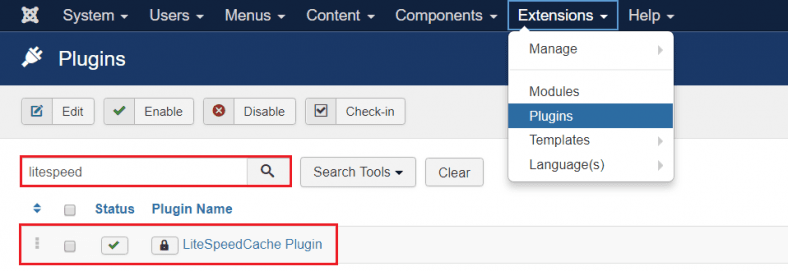 System Users Menus Content Components Extensions Help
Plugins
Manage
Modules
Plugins
Templates
Language(s)
Edit Enable Disable Check-in
litespeed Search Tools Clear
Status Plugin Name
LiteSpeedCache Plugin